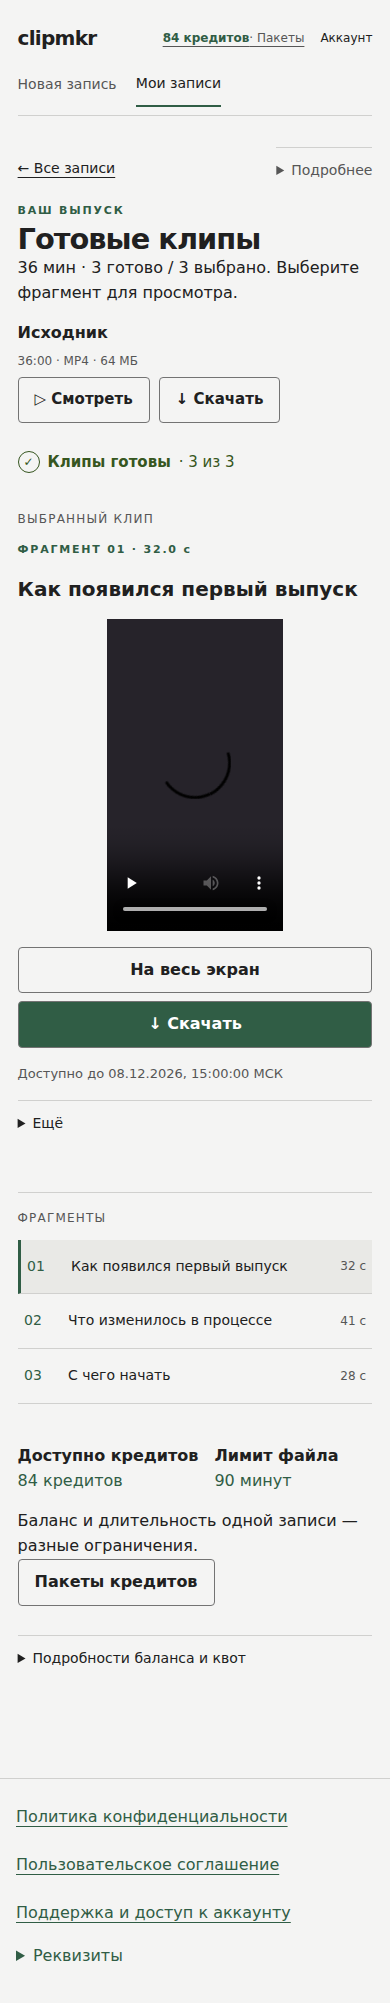 clipmkr
84 кредитов · Пакеты
Аккаунт
Новая запись
Мои записи
← Все записи
▶ Подробнее
ВАШ ВЫПУСК
Готовые клипы
36 мин · 3 готово / 3 выбрано. Выберите
фрагмент для просмотра.
Исходник
36:00 · MP4 · 64 МБ
▷ Смотреть
↓ Скачать
✓ Клипы готовы · 3 из 3
ВЫБРАННЫЙ КЛИП
ФРАГМЕНТ 01 · 32.0 с
Как появился первый выпуск
На весь экран
↓ Скачать
Доступно до 08.12.2026, 15:00:00 МСК
▶ Ещё
ФРАГМЕНТЫ
01 Как появился первый выпуск 32 с
02 Что изменилось в процессе 41 с
03 С чего начать 28 с
Доступно кредитов
84 кредитов
Лимит файла
90 минут
Баланс и длительность одной записи —
разные ограничения.
Пакеты кредитов
▶ Подробности баланса и квот
Политика конфиденциальности
Пользовательское соглашение
Поддержка и доступ к аккаунту
▶ Реквизиты